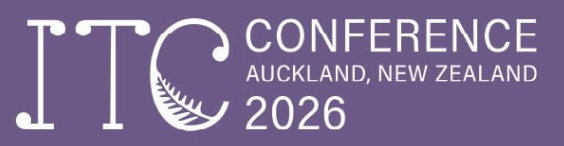 ITC
CONFERENCE
AUCKLAND, NEW ZEALAND
2026